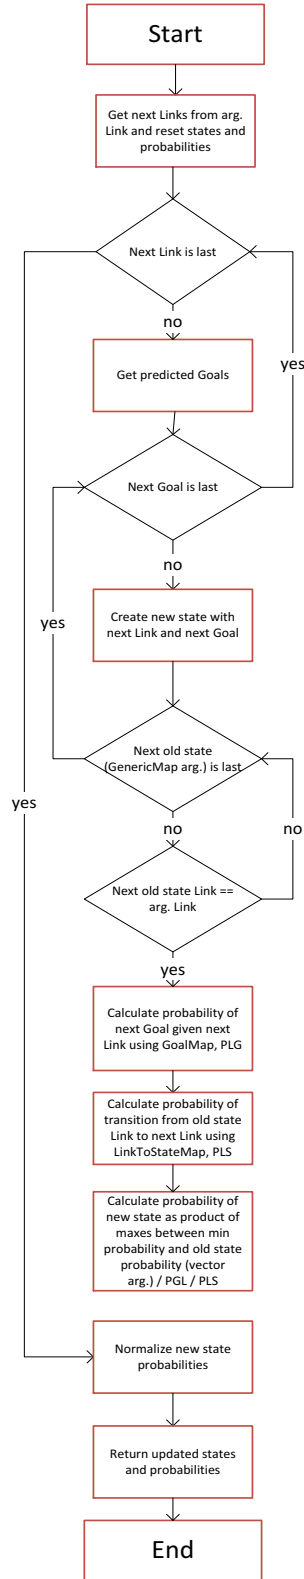 Start
Get next Links from arg.
Link and reset states and
probabilities
Next Link is last
no
yes
Get predicted Goals
Next Goal is last
no
yes
Create new state with
next Link and next Goal
Next old state
(GenericMap arg.) is last
yes
no
no
Next old state Link ==
arg. Link
yes
Calculate probability of
next Goal given next
Link using GoalMap, PLG
Calculate probability of
transition from old state
Link to next Link using
LinkToStateMap, PLS
Calculate probability of
new state as product of
maxes between min
probability and old state
probability (vector
arg.) / PGL / PLS
Normalize new state
probabilities
Return updated states
and probabilities
End